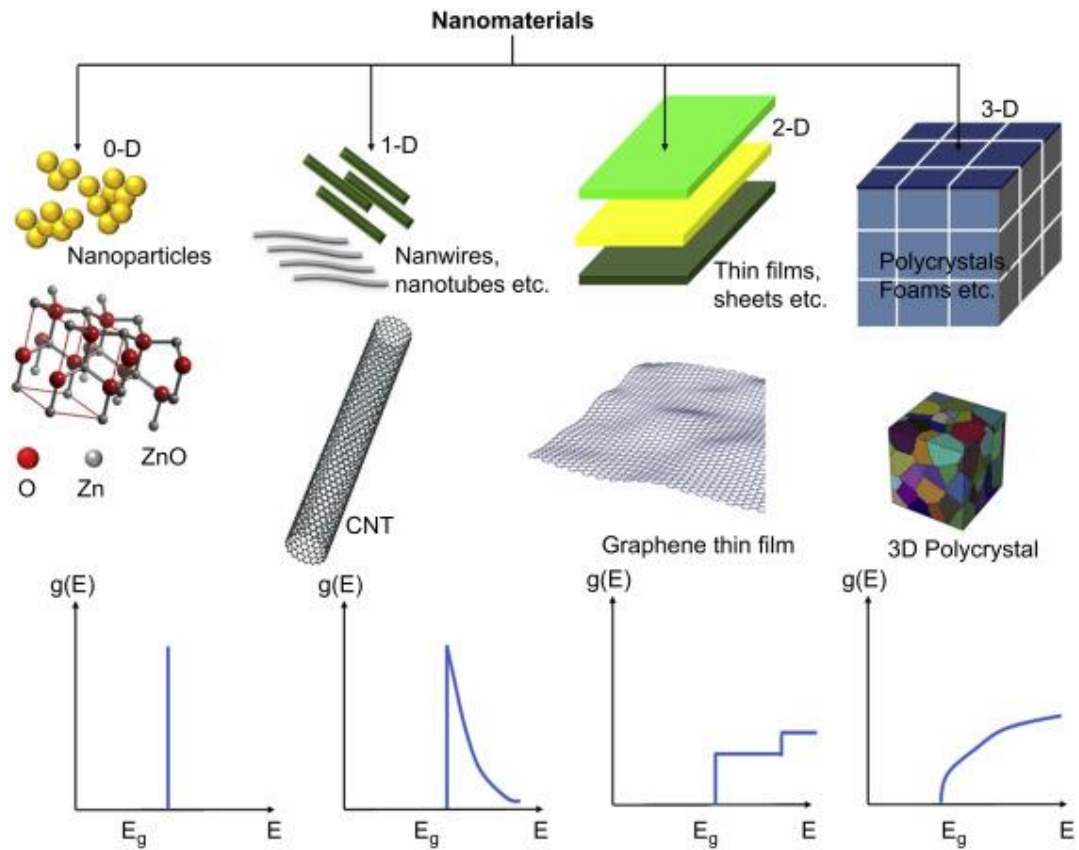 Nanomaterials
0-D
1-D
2-D
3-D
Nanoparticles
Nanwires,
nanotubes etc.
Thin films,
sheets etc.
Polycrystals,
Foams etc.
O
Zn
ZnO
CNT
Graphene thin film
3D Polycrystal
g(E)
g(E)
g(E)
g(E)
Eg
E
Eg
E
Eg
E
Eg
E